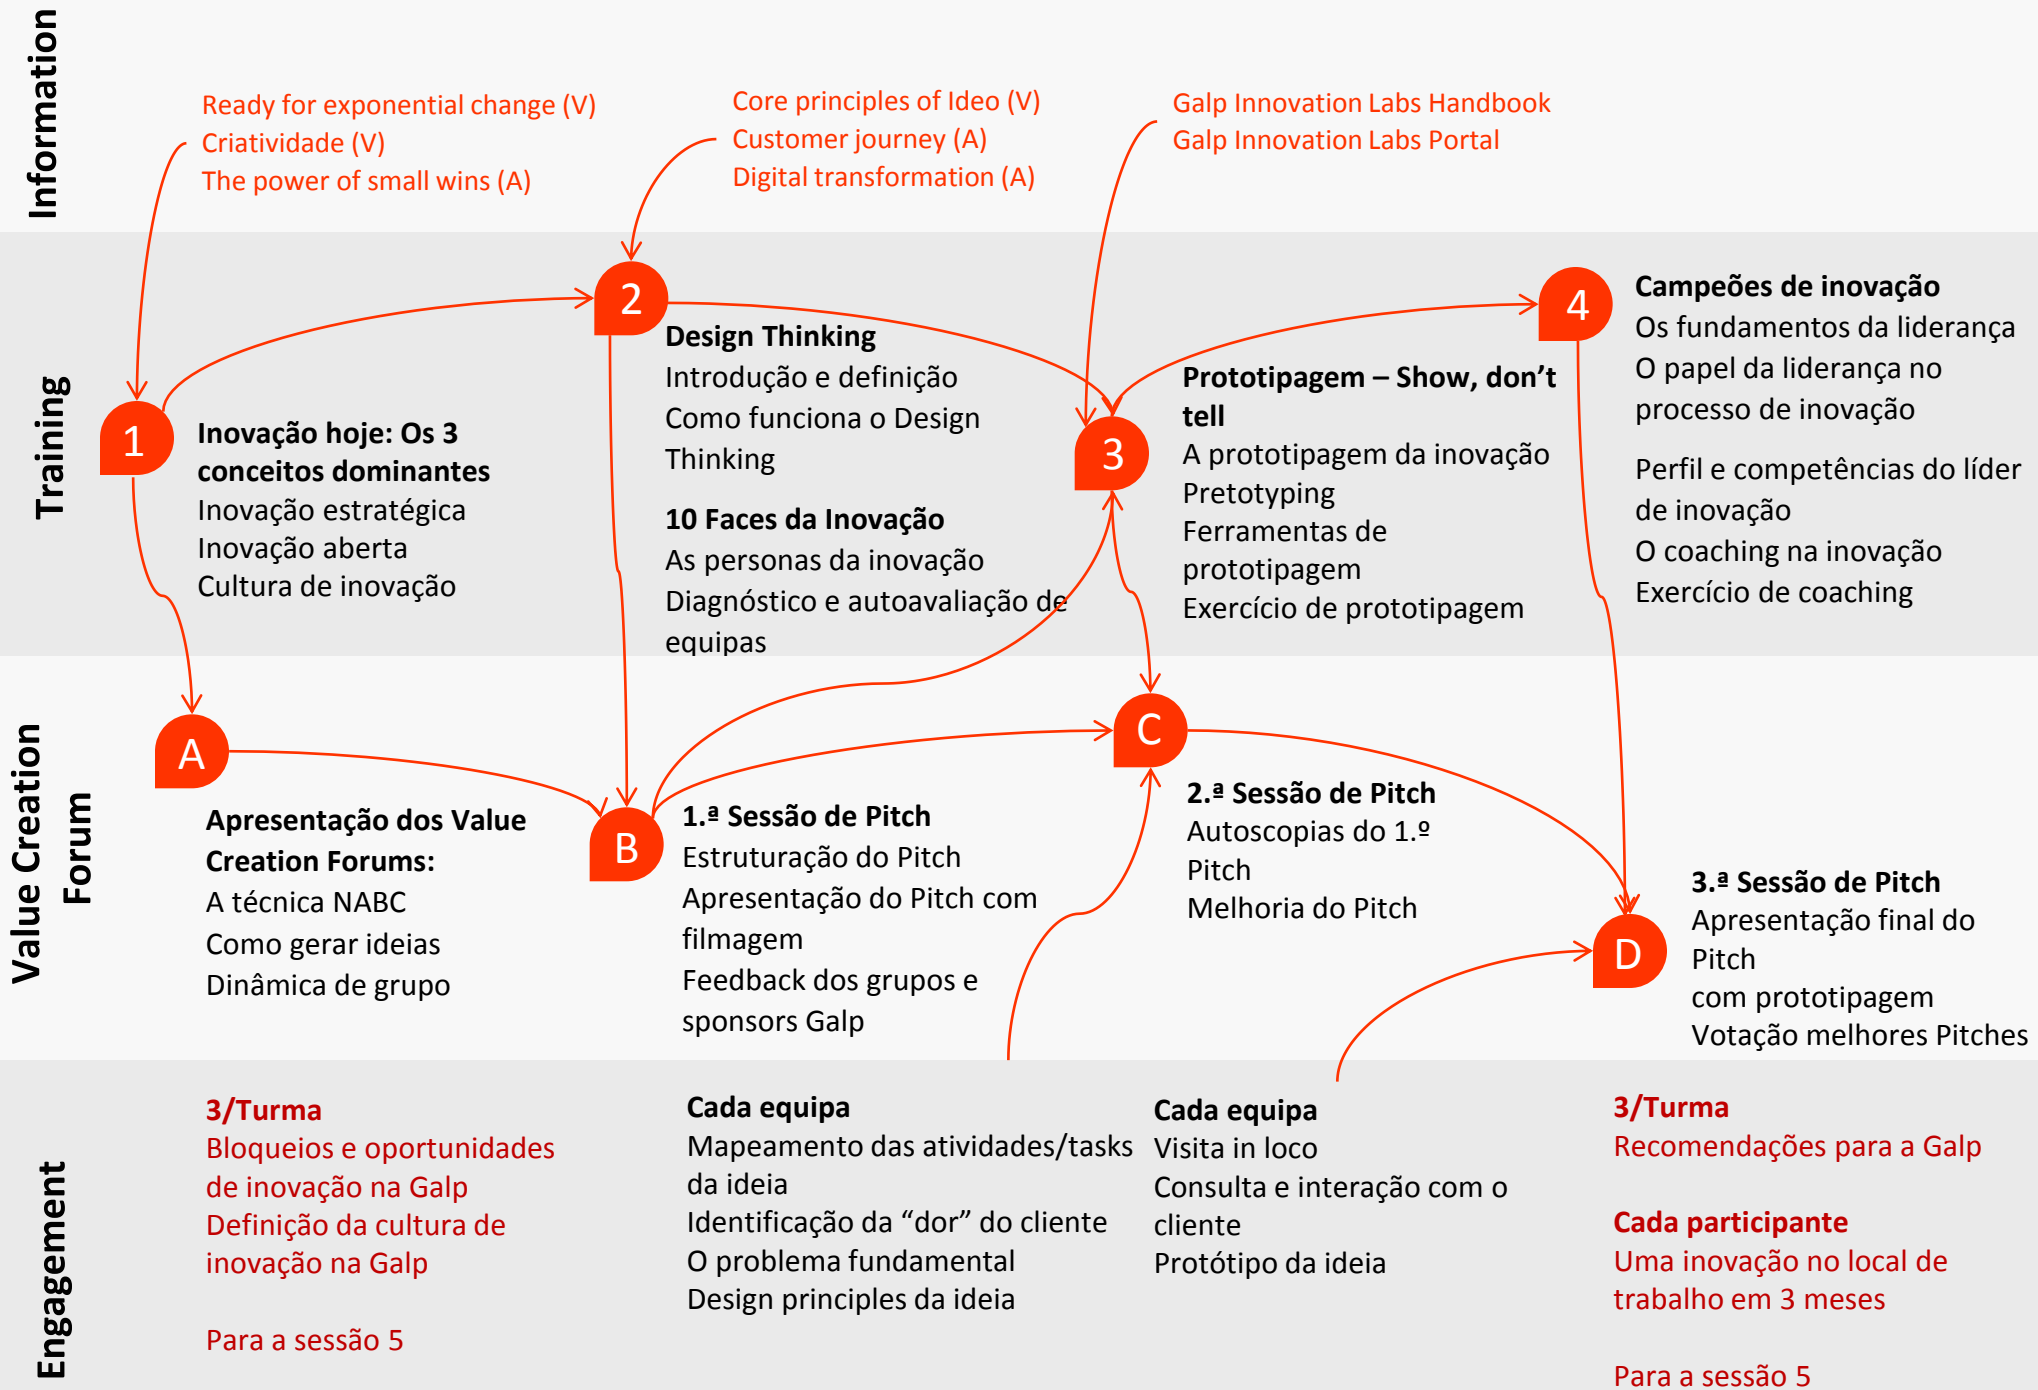 Information
Ready for exponential change (V)
Criatividade (V)
The power of small wins (A)
Core principles of Ideo (V)
Customer journey (A)
Digital transformation (A)
Galp Innovation Labs Handbook
Galp Innovation Labs Portal
Training
1
Inovação hoje: Os 3
conceitos dominantes
Inovação estratégica
Inovação aberta
Cultura de inovação
2
Design Thinking
Introdução e definição
Como funciona o Design
Thinking
10 Faces da Inovação
As personas da inovação
Diagnóstico e autoavaliação de
equipas
3
Prototipagem – Show, don’t
tell
A prototipagem da inovação
Pretotyping
Ferramentas de
prototipagem
Exercício de prototipagem
4
Campeões de inovação
Os fundamentos da liderança
O papel da liderança no
processo de inovação
Perfil e competências do líder
de inovação
O coaching na inovação
Exercício de coaching
Value Creation
Forum
A
Apresentação dos Value
Creation Forums:
A técnica NABC
Como gerar ideias
Dinâmica de grupo
B
1.ª Sessão de Pitch
Estruturação do Pitch
Apresentação do Pitch com
filmagem
Feedback dos grupos e
sponsors Galp
C
2.ª Sessão de Pitch
Autoscopias do 1.º
Pitch
Melhoria do Pitch
D
3.ª Sessão de Pitch
Apresentação final do
Pitch
com prototipagem
Votação melhores Pitches
Engagement
3/Turma
Bloqueios e oportunidades
de inovação na Galp
Definição da cultura de
inovação na Galp
Para a sessão 5
Cada equipa
Mapeamento das atividades/tasks
da ideia
Identificação da “dor” do cliente
O problema fundamental
Design principles da ideia
Cada equipa
Visita in loco
Consulta e interação com o
cliente
Protótipo da ideia
3/Turma
Recomendações para a Galp
Cada participante
Uma inovação no local de
trabalho em 3 meses
Para a sessão 5